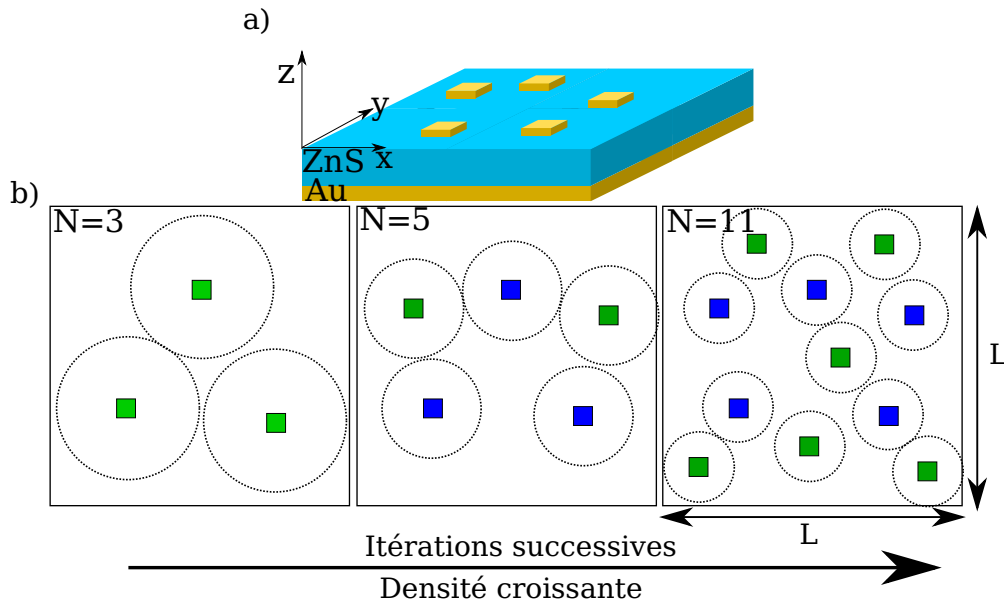 a)
z
y
x
ZnS
Au
b)
N=3
N=5
N=11
L
L
Itérations successives
Densité croissante